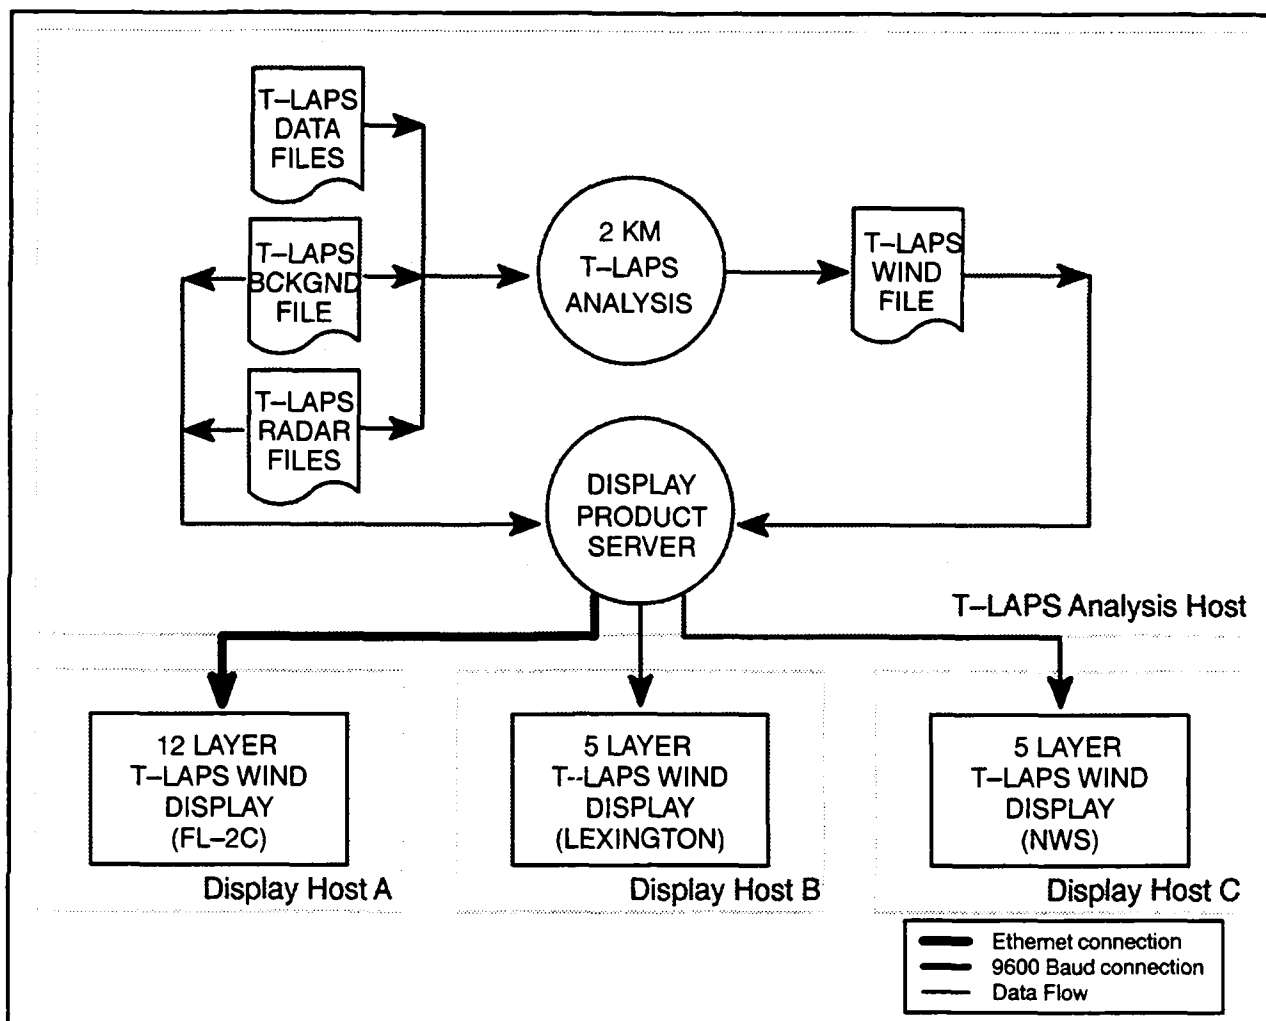 T–LAPS
DATA
FILES
T–LAPS
BCKGND
FILE
T–LAPS
RADAR
FILES
2 KM
T–LAPS
ANALYSIS
T–LAPS
WIND
FILE
DISPLAY
PRODUCT
SERVER
T–LAPS Analysis Host
12 LAYER
T–LAPS WIND
DISPLAY
(FL–2C)
Display Host A
5 LAYER
T--LAPS WIND
DISPLAY
(LEXINGTON)
Display Host B
5 LAYER
T–LAPS WIND
DISPLAY
(NWS)
Display Host C
Ethernet connection
9600 Baud connection
Data Flow